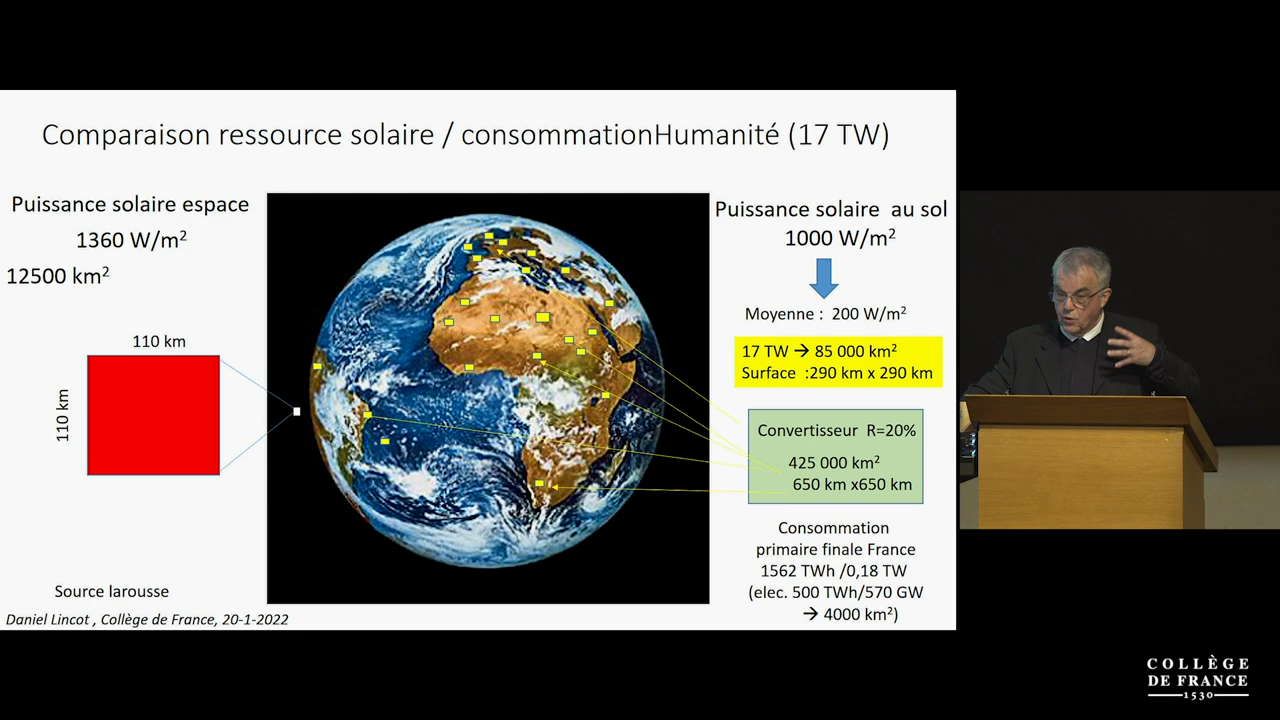 Comparaison ressource solaire / consommationHumanité (17 TW)
Puissance solaire espace
1360 W/m²
12500 km²
110 km
110 km
Source larousse
Daniel Lincot , Collège de France, 20-1-2022
Puissance solaire au sol
1000 W/m²
Moyenne : 200 W/m²
17 TW → 85 000 km²
Surface :290 km x 290 km
Convertisseur R=20%
425 000 km²
650 km x650 km
Consommation
primaire finale France
1562 TWh /0,18 TW
(elec. 500 TWh/570 GW
→ 4000 km²)
COLLÈGE
DE FRANCE
1530